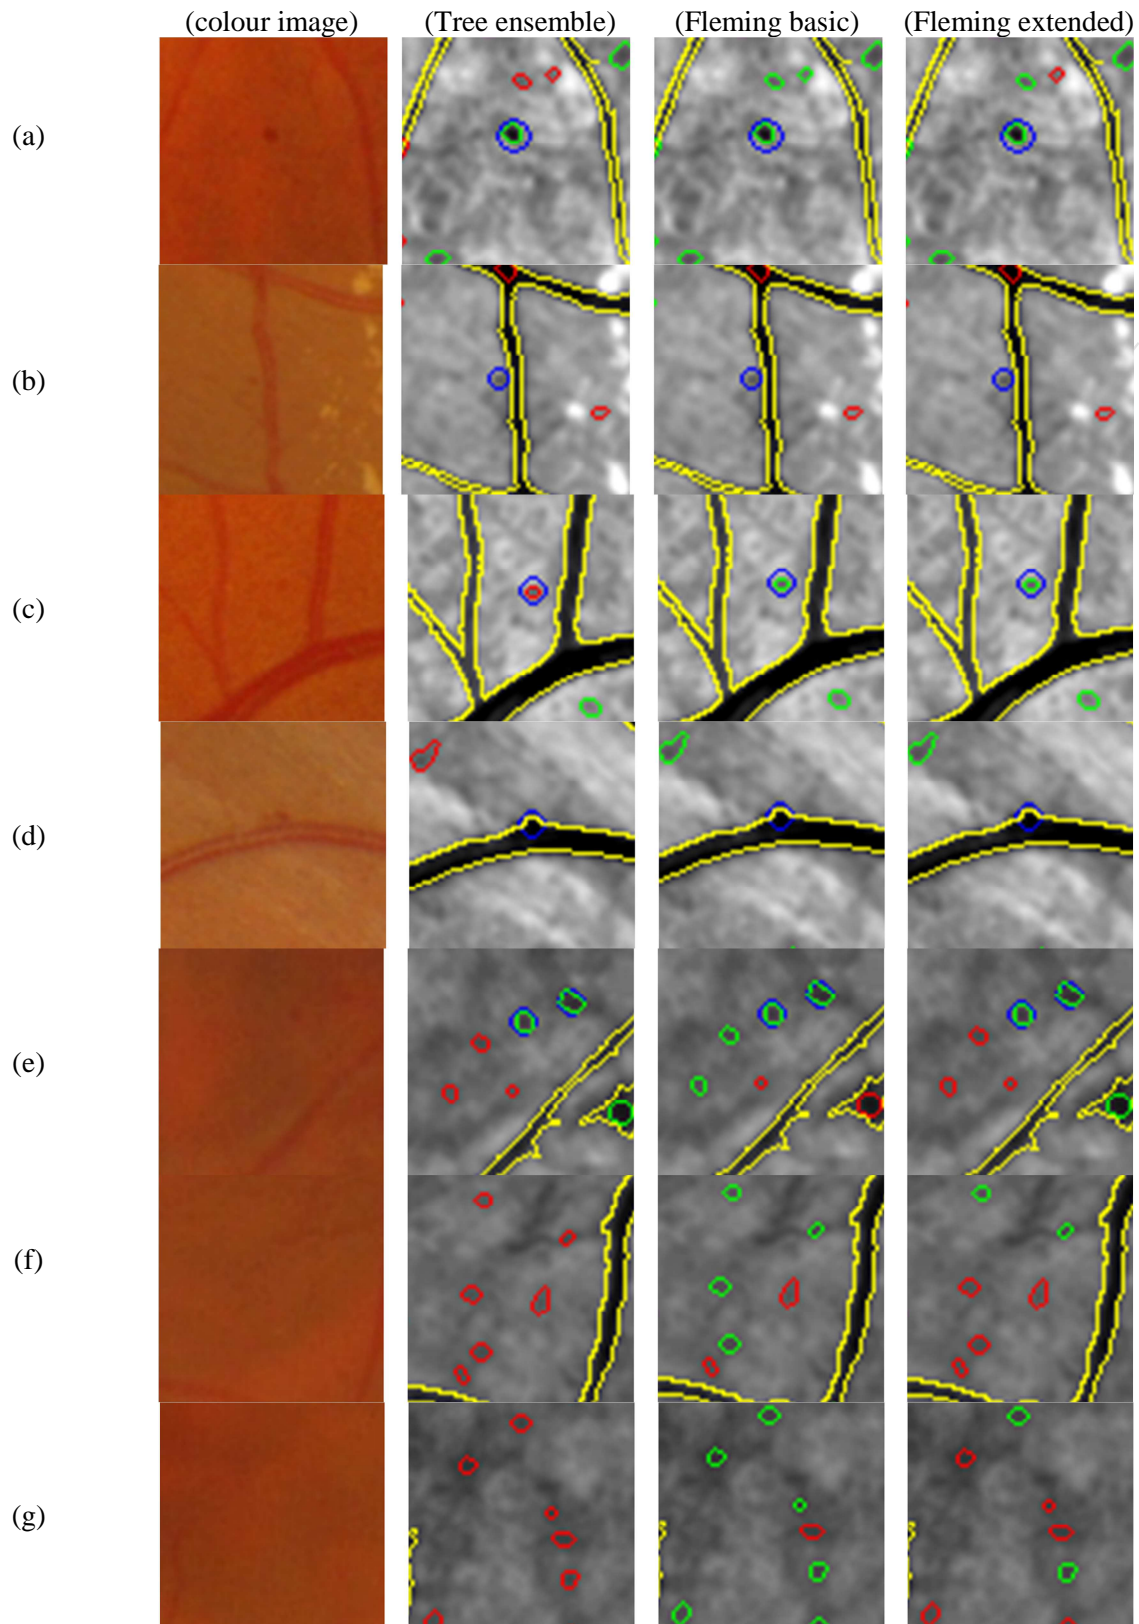 (colour image) (Tree ensemble) (Fleming basic) (Fleming extended)
(a)
(b)
(c)
(d)
(e)
(f)
(g)